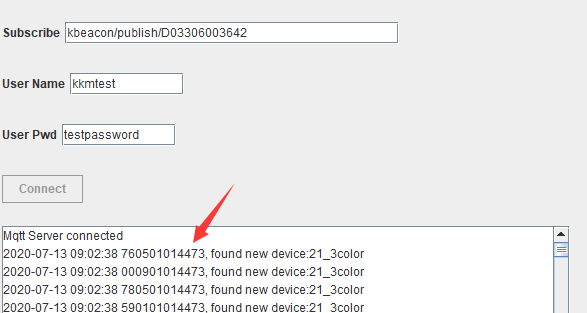 Subscribe kbeacon/publish/D03306003642
User Name kkmtest
User Pwd testpassword
Connect
Mqtt Server connected
2020-07-13 09:02:38 760501014473, found new device:21_3color
2020-07-13 09:02:38 000901014473, found new device:21_3color
2020-07-13 09:02:38 780501014473, found new device:21_3color
2020-07-13 09:02:38 590101014473, found new device:21_3color